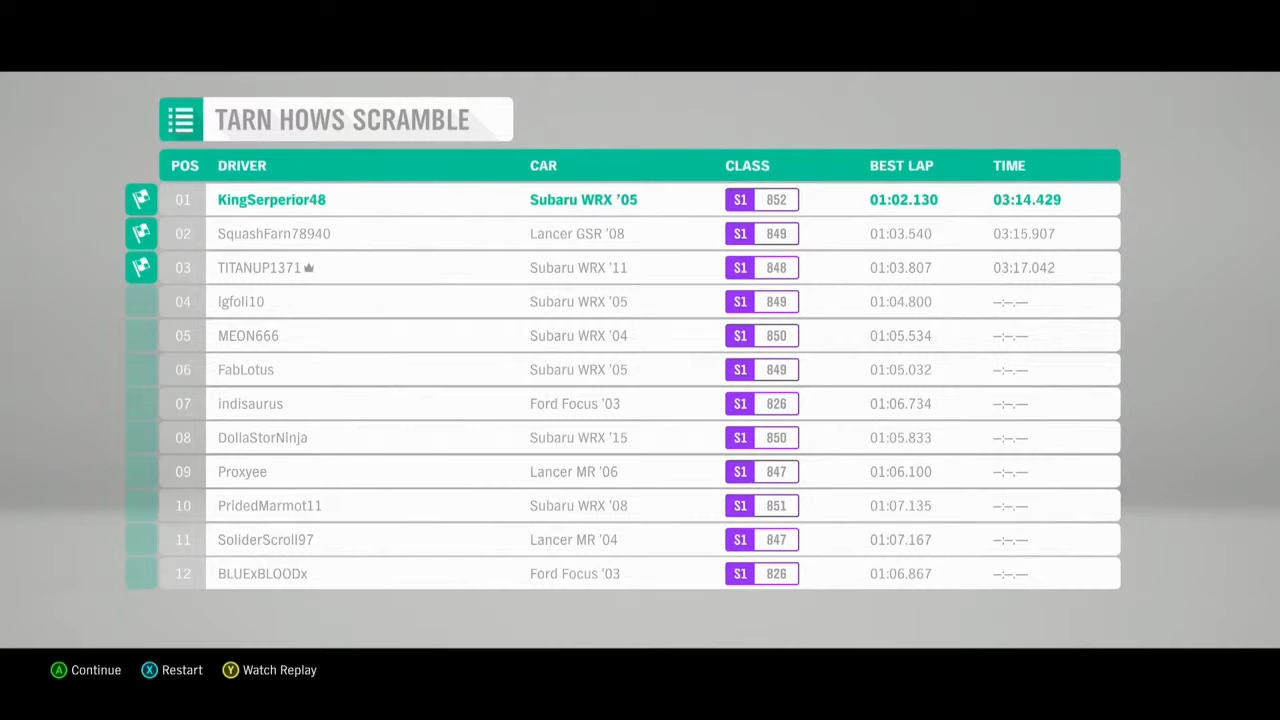 TARN HOWS SCRAMBLE
POS DRIVER CAR CLASS BEST LAP TIME
01 KingSerperior48 Subaru WRX '05 S1 852 01:02.130 03:14.429
02 SquashFarn78940 Lancer GSR '08 S1 849 01:03.540 03:15.907
03 TITANUP1371 Subaru WRX '11 S1 848 01:03.807 03:17.042
04 lgfoli10 Subaru WRX '05 S1 849 01:04.800 --:--.---
05 MEON666 Subaru WRX '04 S1 850 01:05.534 --:--.---
06 FabLotus Subaru WRX '05 S1 849 01:05.032 --:--.---
07 indisaurus Ford Focus '03 S1 826 01:06.734 --:--.---
08 DollaStorNinja Subaru WRX '15 S1 850 01:05.833 --:--.---
09 Proxyee Lancer MR '06 S1 847 01:06.100 --:--.---
10 PridedMarmot11 Subaru WRX '08 S1 851 01:07.135 --:--.---
11 SoliderScroll97 Lancer MR '04 S1 847 01:07.167 --:--.---
12 BLUExBLOODx Ford Focus '03 S1 826 01:06.867 --:--.---
A Continue X Restart Y Watch Replay